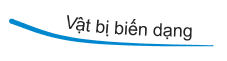 Vật bị biến dạng